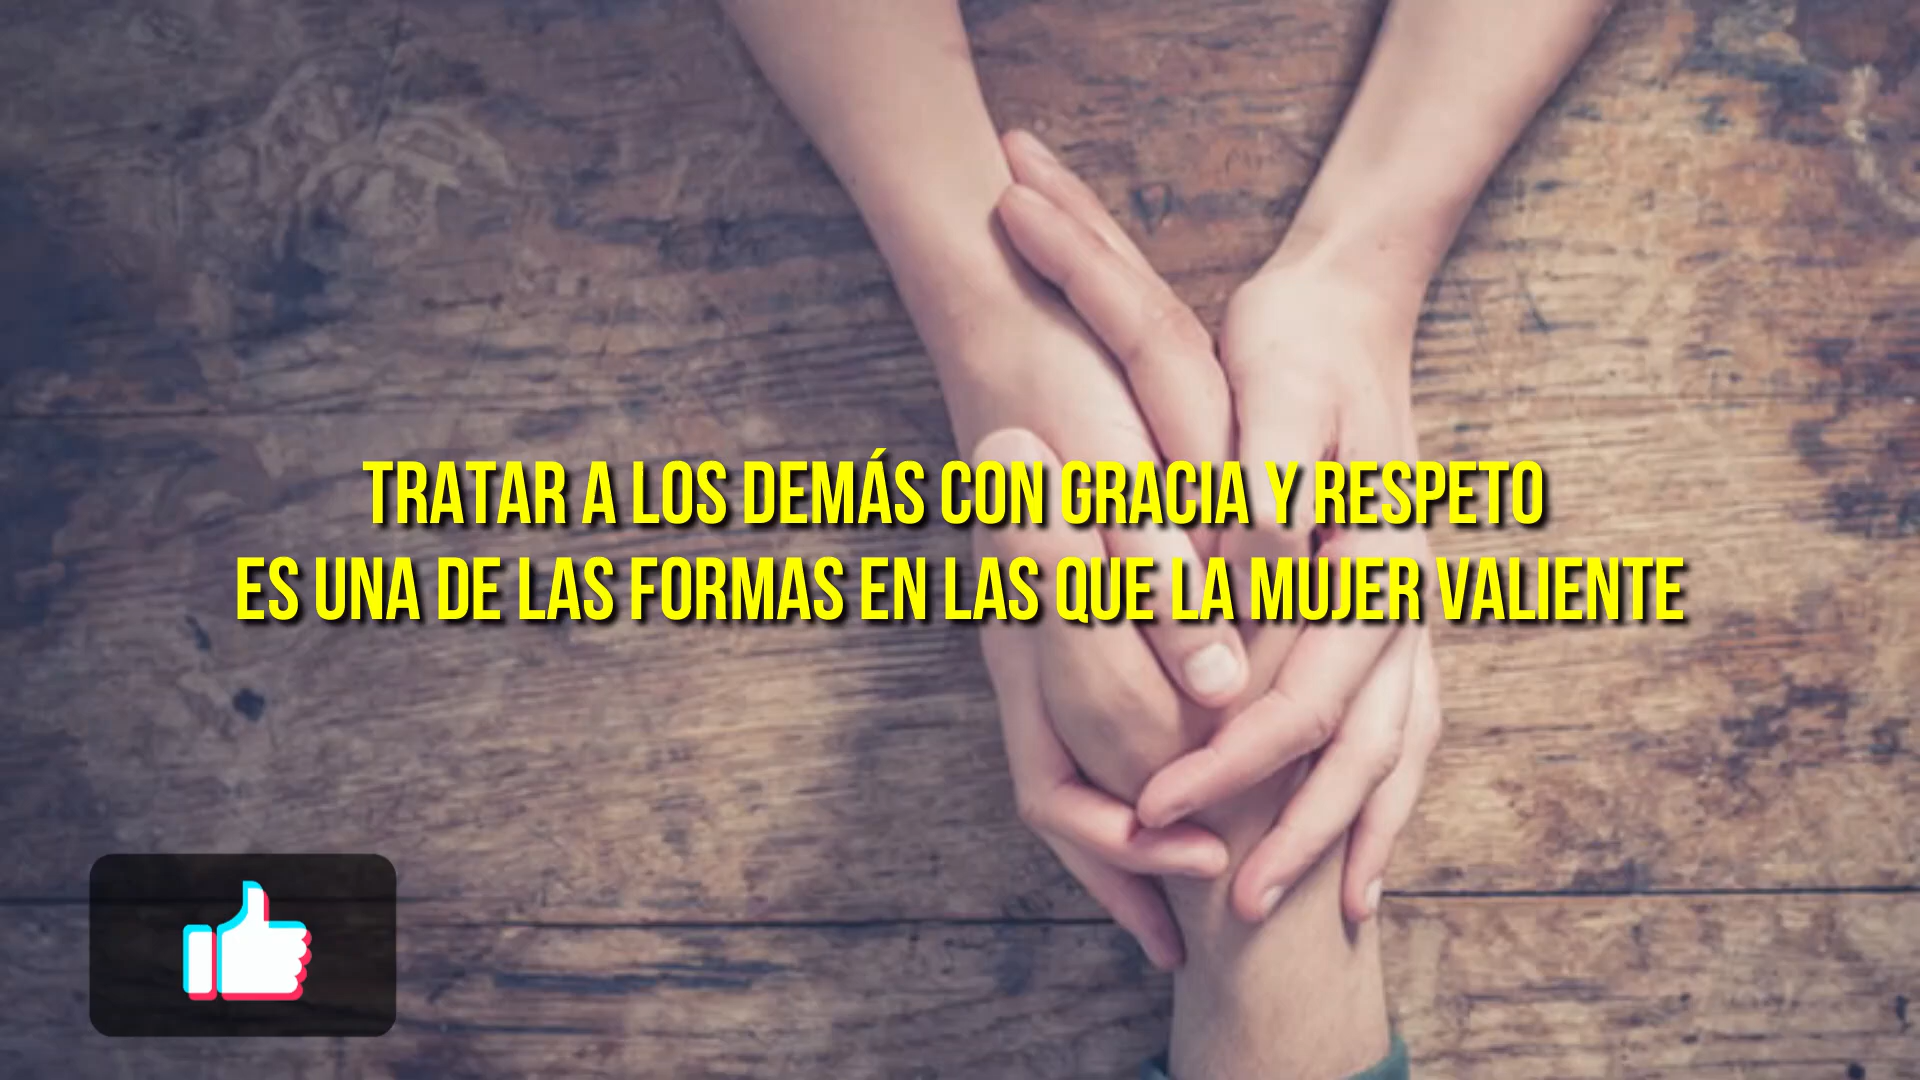 TRATAR A LOS DEMÁS CON GRACIA Y RESPETO
ES UNA DE LAS FORMAS EN LAS QUE LA MUJER VALIENTE